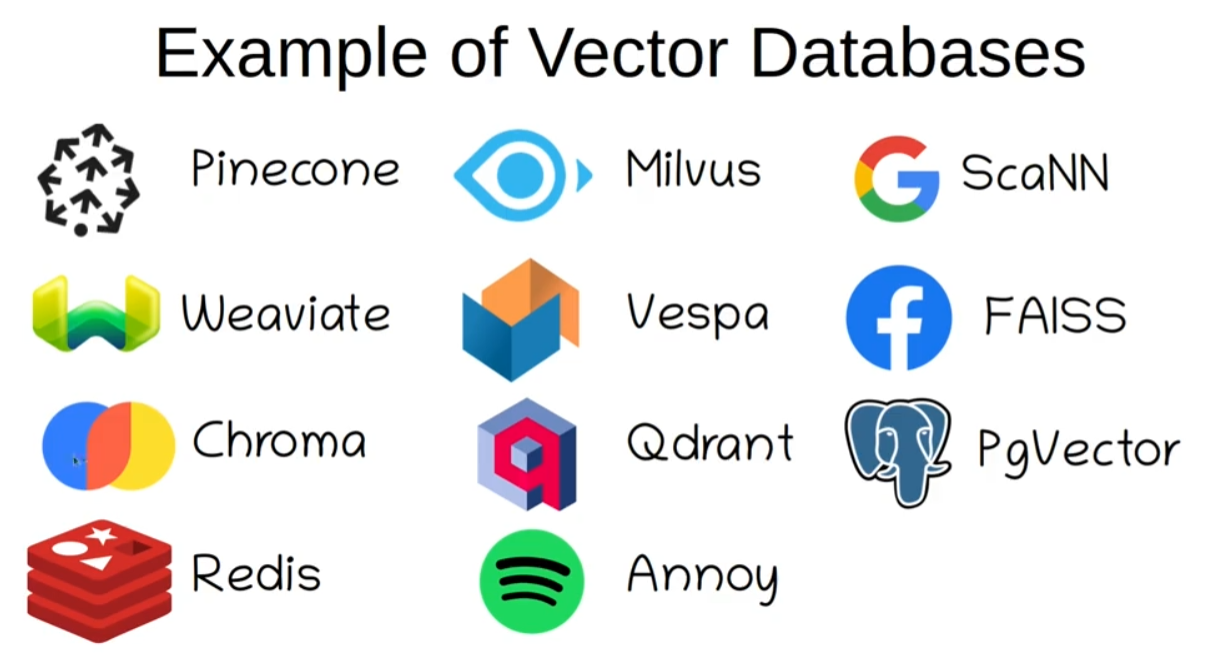 Example of Vector Databases
Pinecone
Milvus
ScaNN
Weaviate
Vespa
FAISS
Chroma
Qdrant
PgVector
Redis
Annoy